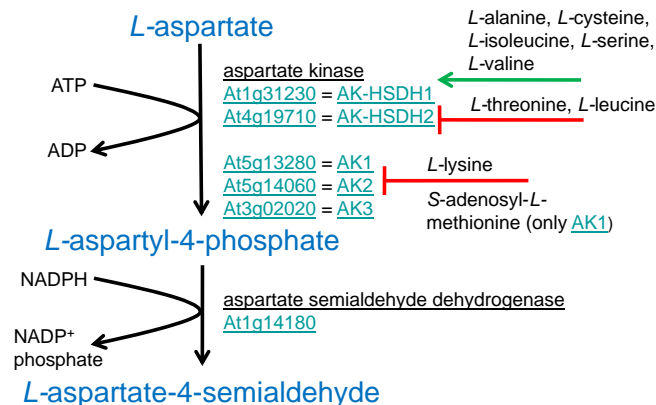 L-aspartate
L-alanine, L-cysteine,
L-isoleucine, L-serine,
L-valine
ATP
ADP
aspartate kinase
At1g31230 = AK-HSDH1
At4g19710 = AK-HSDH2
L-threonine, L-leucine
At5g13280 = AK1
At5g14060 = AK2
At3g02020 = AK3
L-lysine
S-adenosyl-L-
methionine (only AK1)
L-aspartyl-4-phosphate
NADPH
NADP+
phosphate
aspartate semialdehyde dehydrogenase
At1g14180
L-aspartate-4-semialdehyde